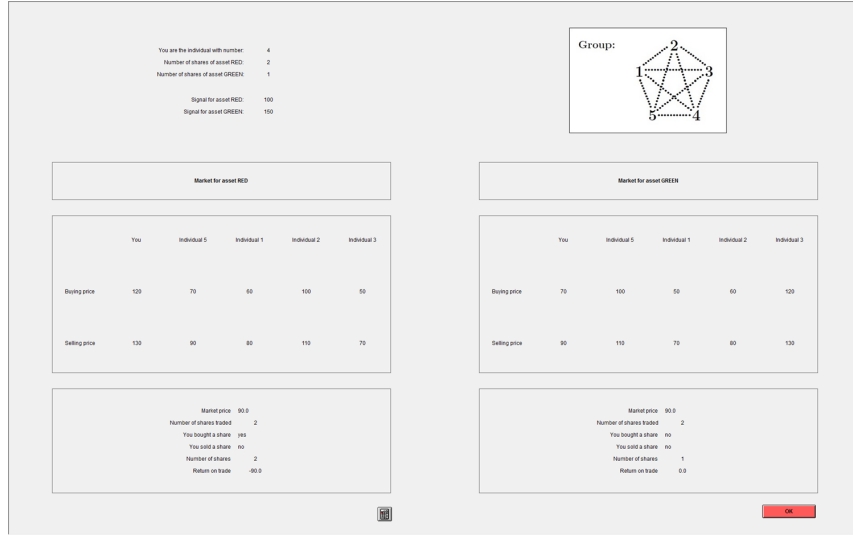 You are the individual with number: 4
Number of shares of asset RED: 2
Number of shares of asset GREEN: 1
Signal for asset RED: 100
Signal for asset GREEN: 150
Group:
2
1 3
5 4
Market for asset RED
You Individual 5 Individual 1 Individual 2 Individual 3
Buying price 120 70 60 100 50
Selling price 130 90 80 110 70
Market price 90.0
Number of shares traded 2
You bought a share yes
You sold a share no
Number of shares 2
Return on trade -90.0
Market for asset GREEN
You Individual 5 Individual 1 Individual 2 Individual 3
Buying price 70 100 50 60 120
Selling price 90 110 70 80 130
Market price 90.0
Number of shares traded 2
You bought a share no
You sold a share no
Number of shares 1
Return on trade 0.0
OK